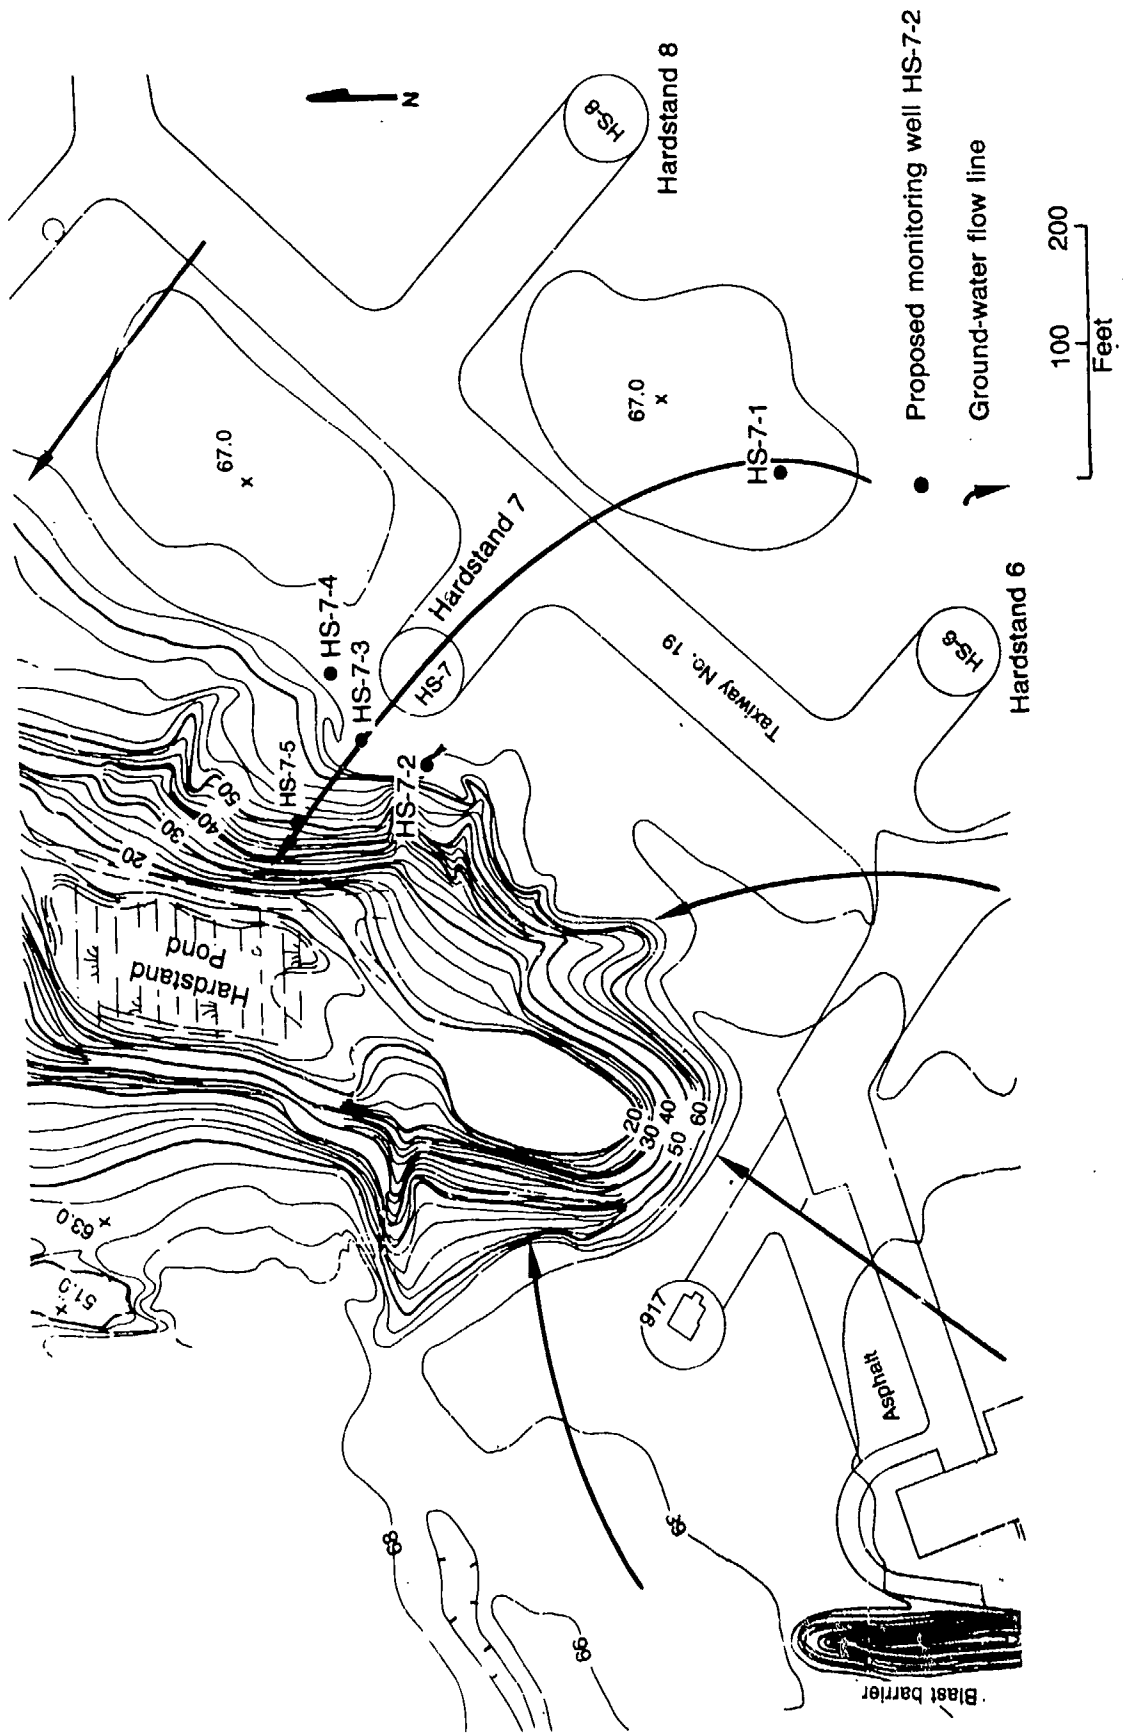 N
HS-8
Hardstand 8
67.0
x
67.0
x
HS-7-1
Hardstand 7
HS-7-4
HS-7-3
HS-7
HS-7-5
HS-7-2
50
40
30
20
Hardstand
Pond
Taxiway No. 19
HS-6
Hardstand 6
20
30
40
50
60
63.0
x
51.0
x
917
Asphalt
68
66
Blast barrier
Proposed monitoring well HS-7-2
Ground-water flow line
100
200
Feet